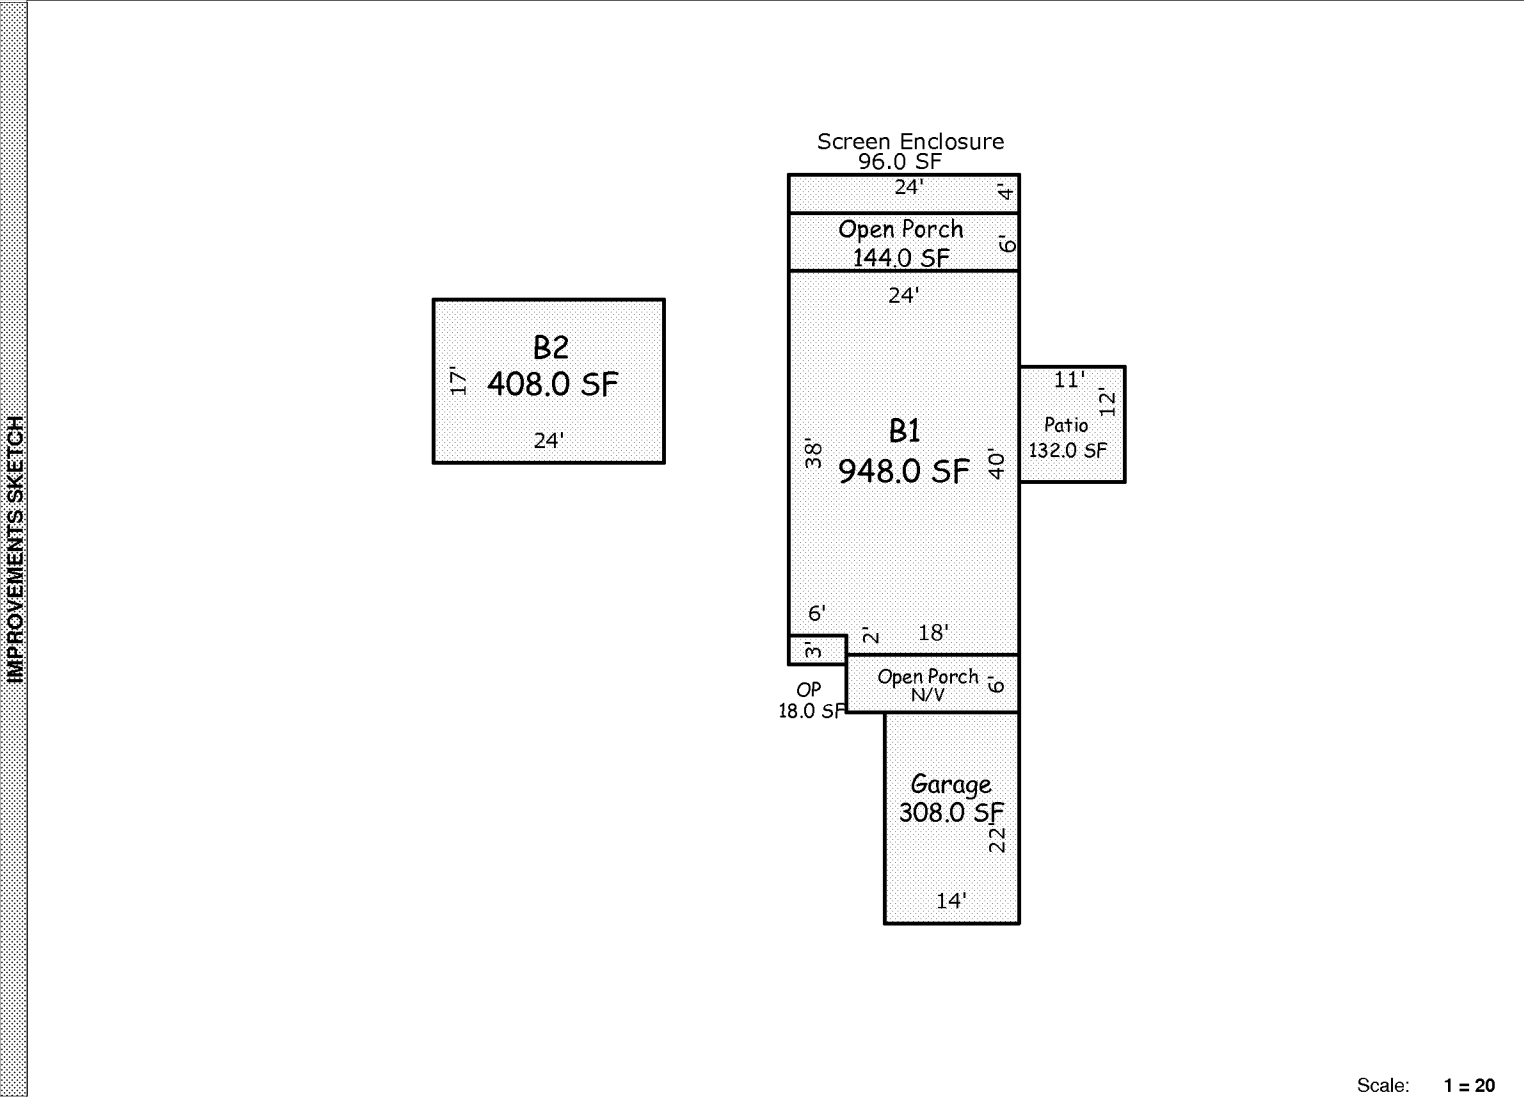 IMPROVEMENTS SKETCH
Screen Enclosure
96.0 SF
24'
4'
Open Porch
144.0 SF
6'
24'
B2
408.0 SF
17'
24'
B1
948.0 SF
38'
40'
11'
12'
Patio
132.0 SF
6'
2'
18'
3'
OP
18.0 SF
Open Porch
N/V
6'
Garage
308.0 SF
22'
14'
Scale: 1 = 20